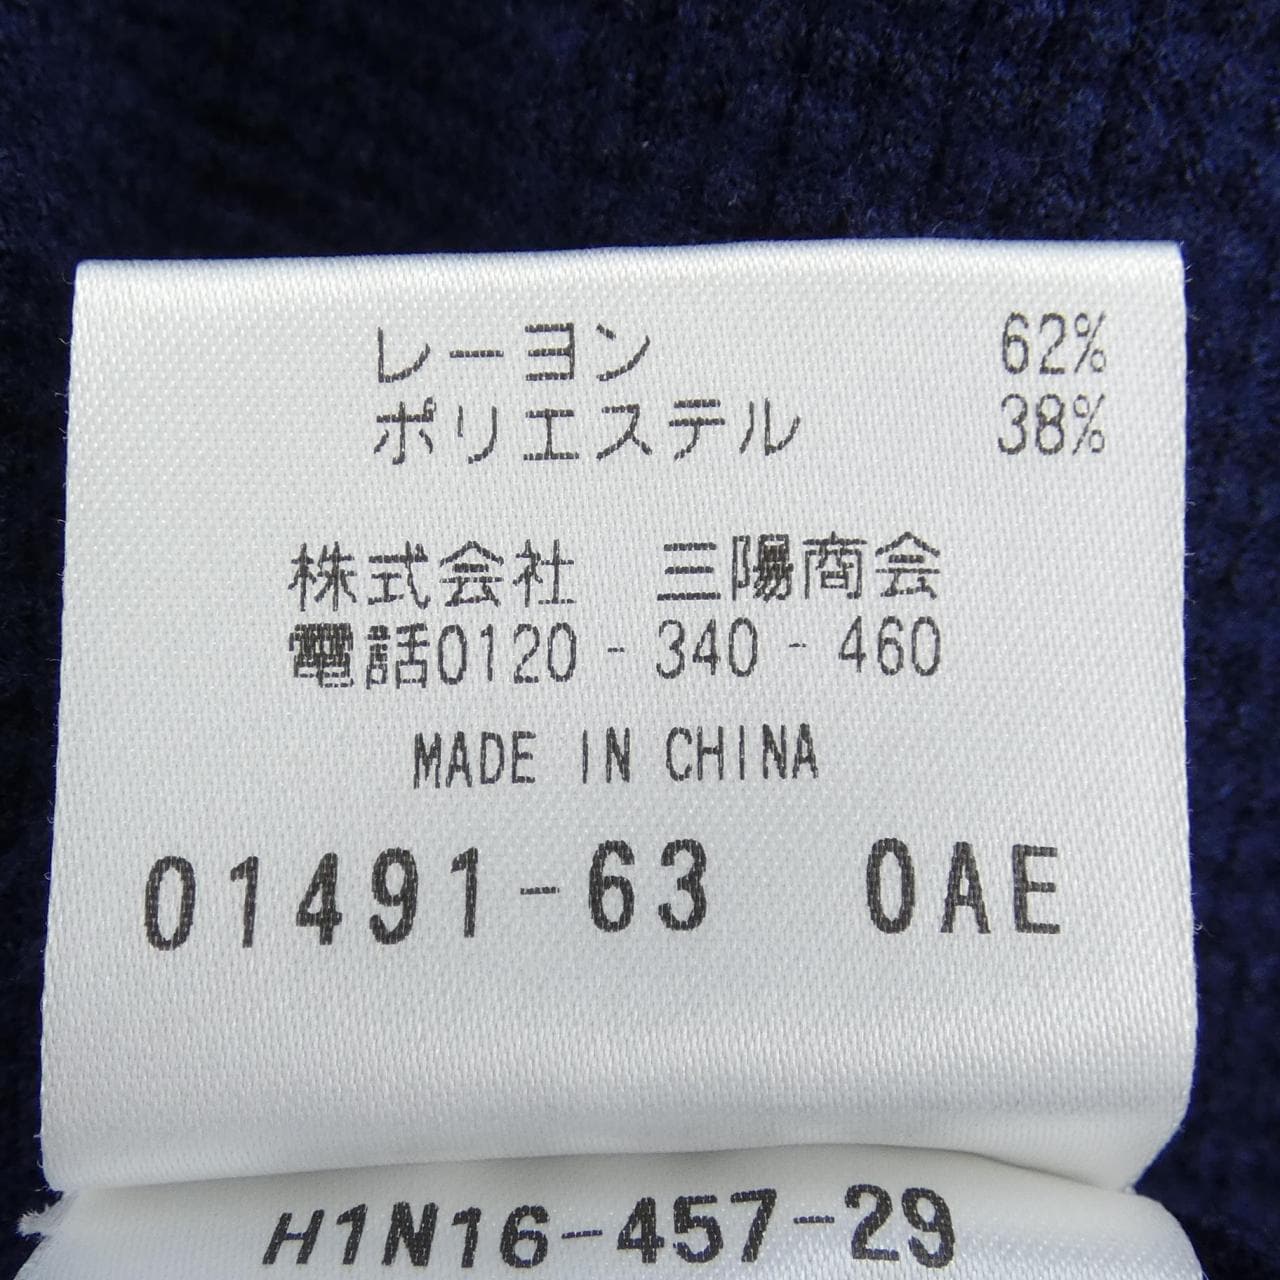 レーヨン 62%
ポリエステル 38%
株式会社 三陽商会
電話0120-340-460
MADE IN CHINA
01491-63 0AE
H1N16-457-29